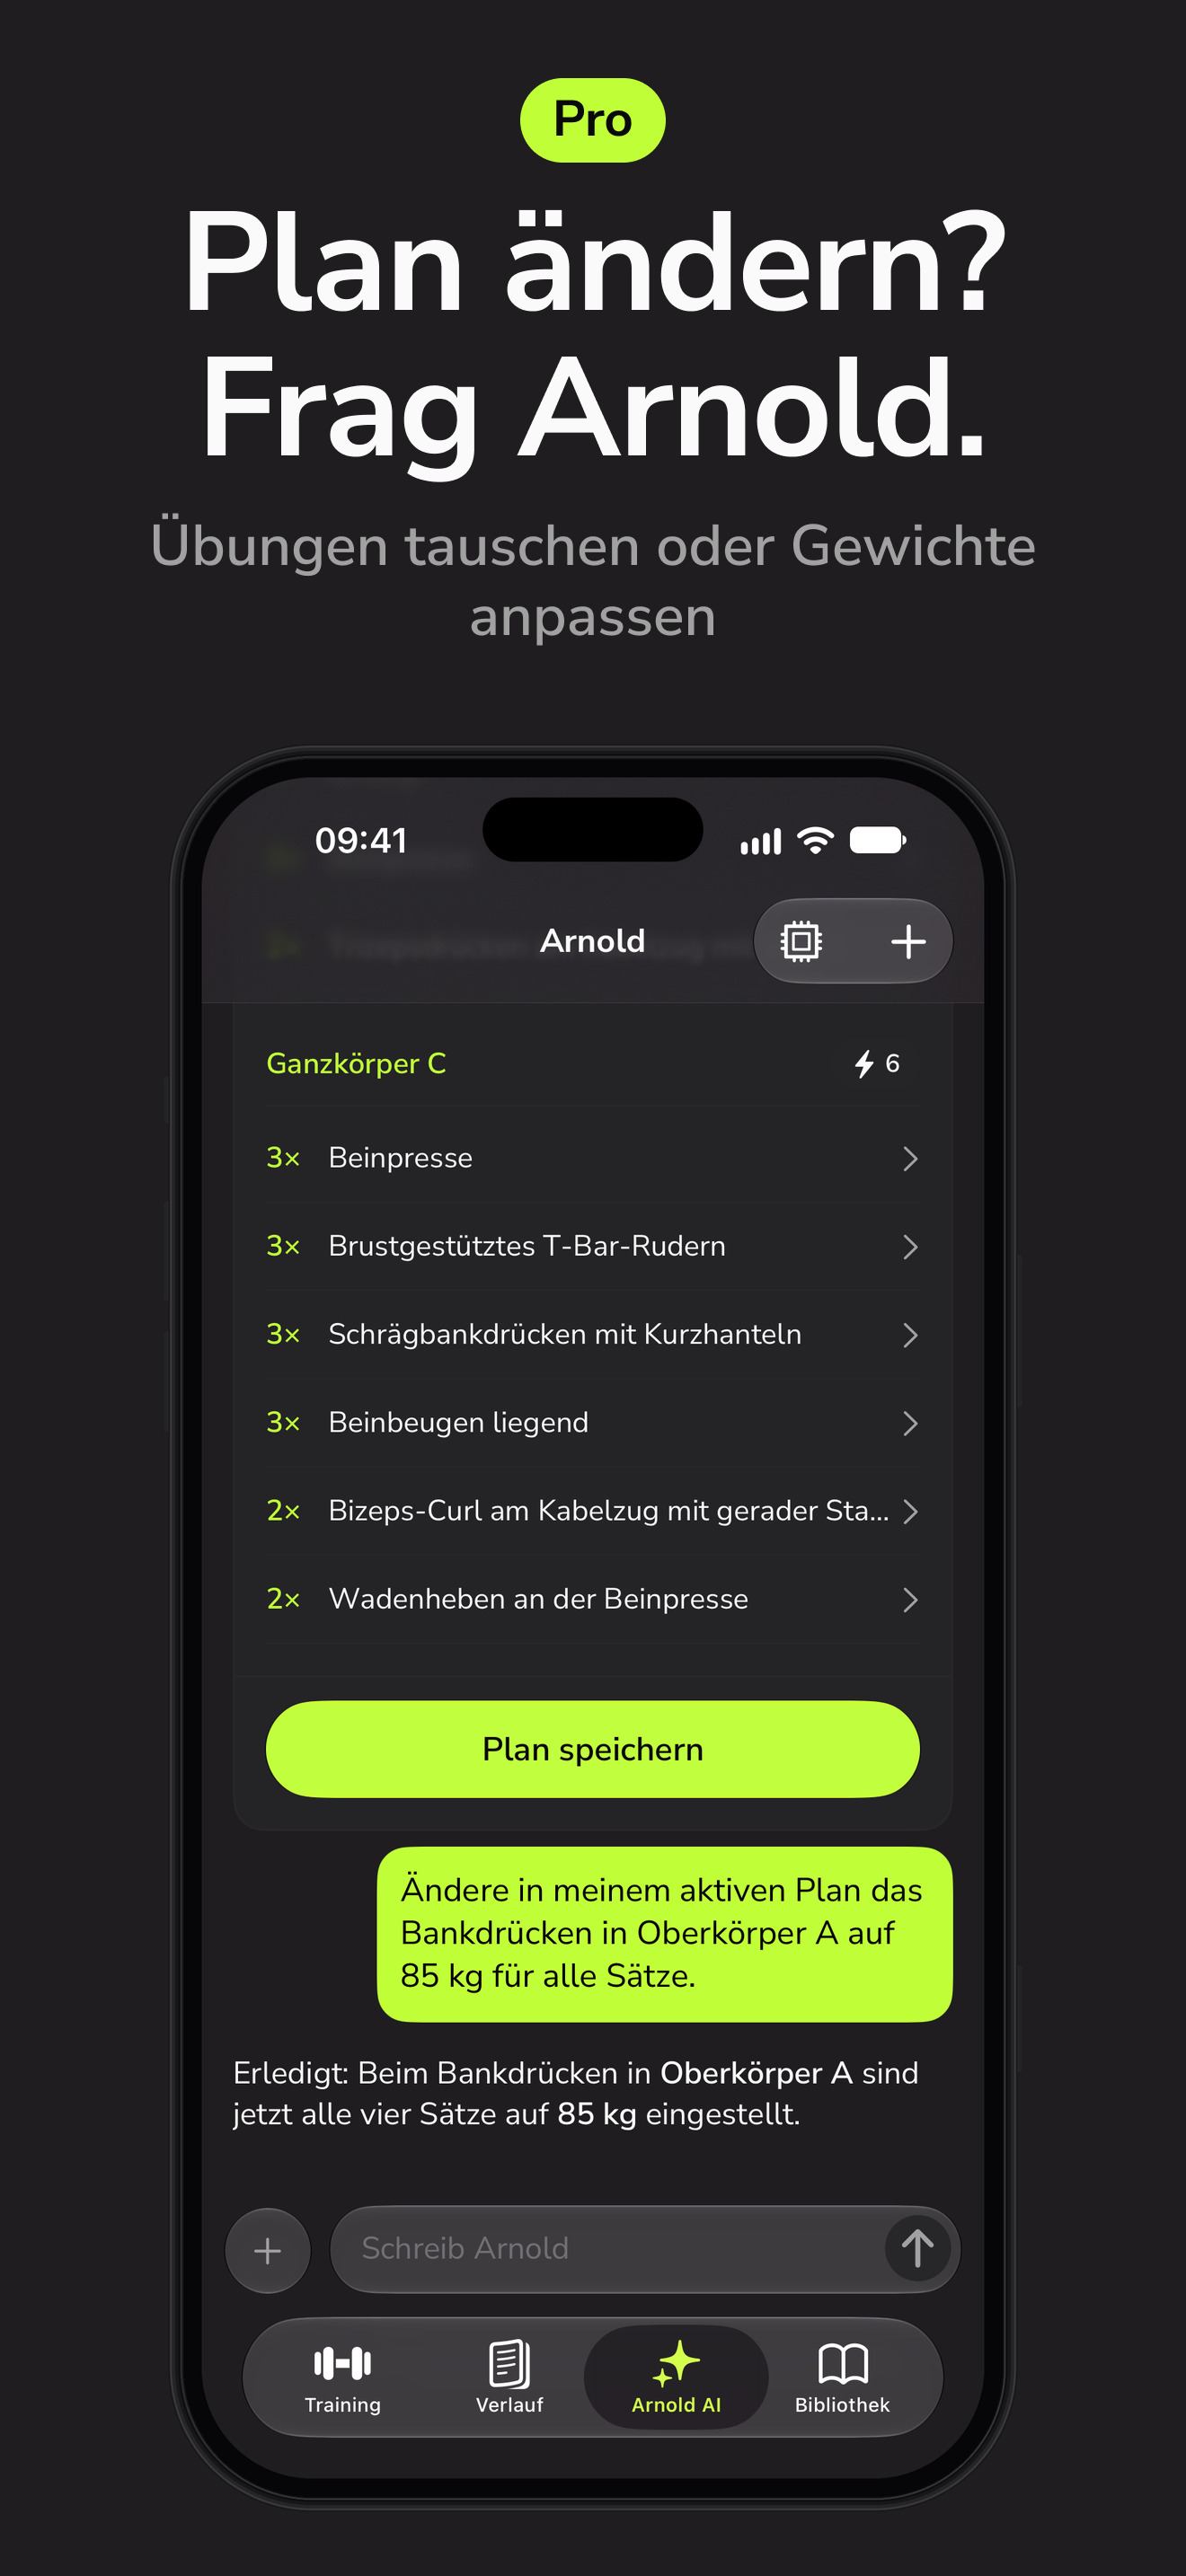 Pro
Plan ändern?
Frag Arnold.
Übungen tauschen oder Gewichte
anpassen
09:41
Arnold
Ganzkörper C
6
3× Beinpresse
3× Brustgestütztes T-Bar-Rudern
3× Schrägbankdrücken mit Kurzhanteln
3× Beinbeugen liegend
2× Bizeps-Curl am Kabelzug mit gerader Sta...
2× Wadenheben an der Beinpresse
Plan speichern
Ändere in meinem aktiven Plan das
Bankdrücken in Oberkörper A auf
85 kg für alle Sätze.
Erledigt: Beim Bankdrücken in Oberkörper A sind
jetzt alle vier Sätze auf 85 kg eingestellt.
Schreib Arnold
Training Verlauf Arnold AI Bibliothek